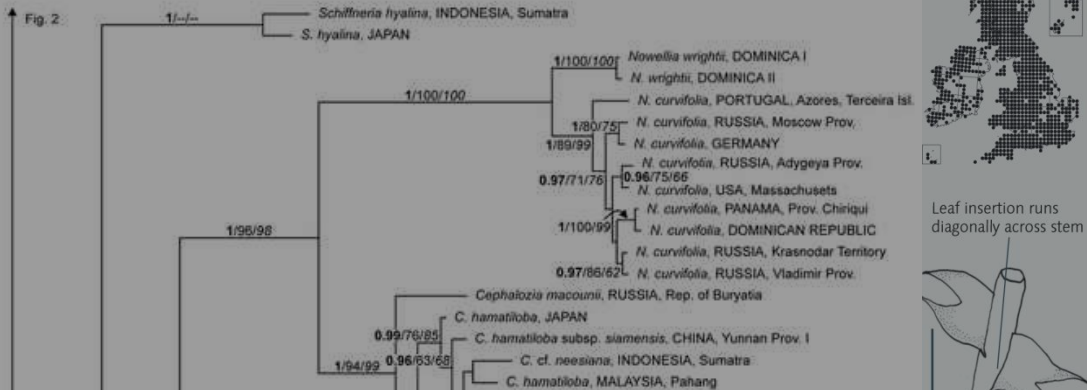 Fig. 2
1/--/--
Schiffneria hyalina, INDONESIA, Sumatra
S. hyalina, JAPAN
Nowellia wrightii, DOMINICA I
1/100/100
N. wrightii, DOMINICA II
1/100/100
N. curvifolia, PORTUGAL, Azores, Terceira Isl.
N. curvifolia, RUSSIA, Moscow Prov.
1/80/75
N. curvifolia, GERMANY
1/89/99
N. curvifolia, RUSSIA, Adygeya Prov.
0.97/71/76
0.96/75/66
N. curvifolia, USA, Massachusets
N. curvifolia, PANAMA, Prov. Chiriqui
1/100/99
N. curvifolia, DOMINICAN REPUBLIC
1/96/98
N. curvifolia, RUSSIA, Krasnodar Territory
0.97/86/62
N. curvifolia, RUSSIA, Vladimir Prov.
Cephalozia macounii, RUSSIA, Rep. of Buryatia
C. hamatiloba, JAPAN
0.99/76/85
C. hamatiloba subsp. siamensis, CHINA, Yunnan Prov. I
0.96/63/68
C. cf. neesiana, INDONESIA, Sumatra
1/94/99
C. hamatiloba, MALAYSIA, Pahang
Leaf insertion runs
diagonally across stem